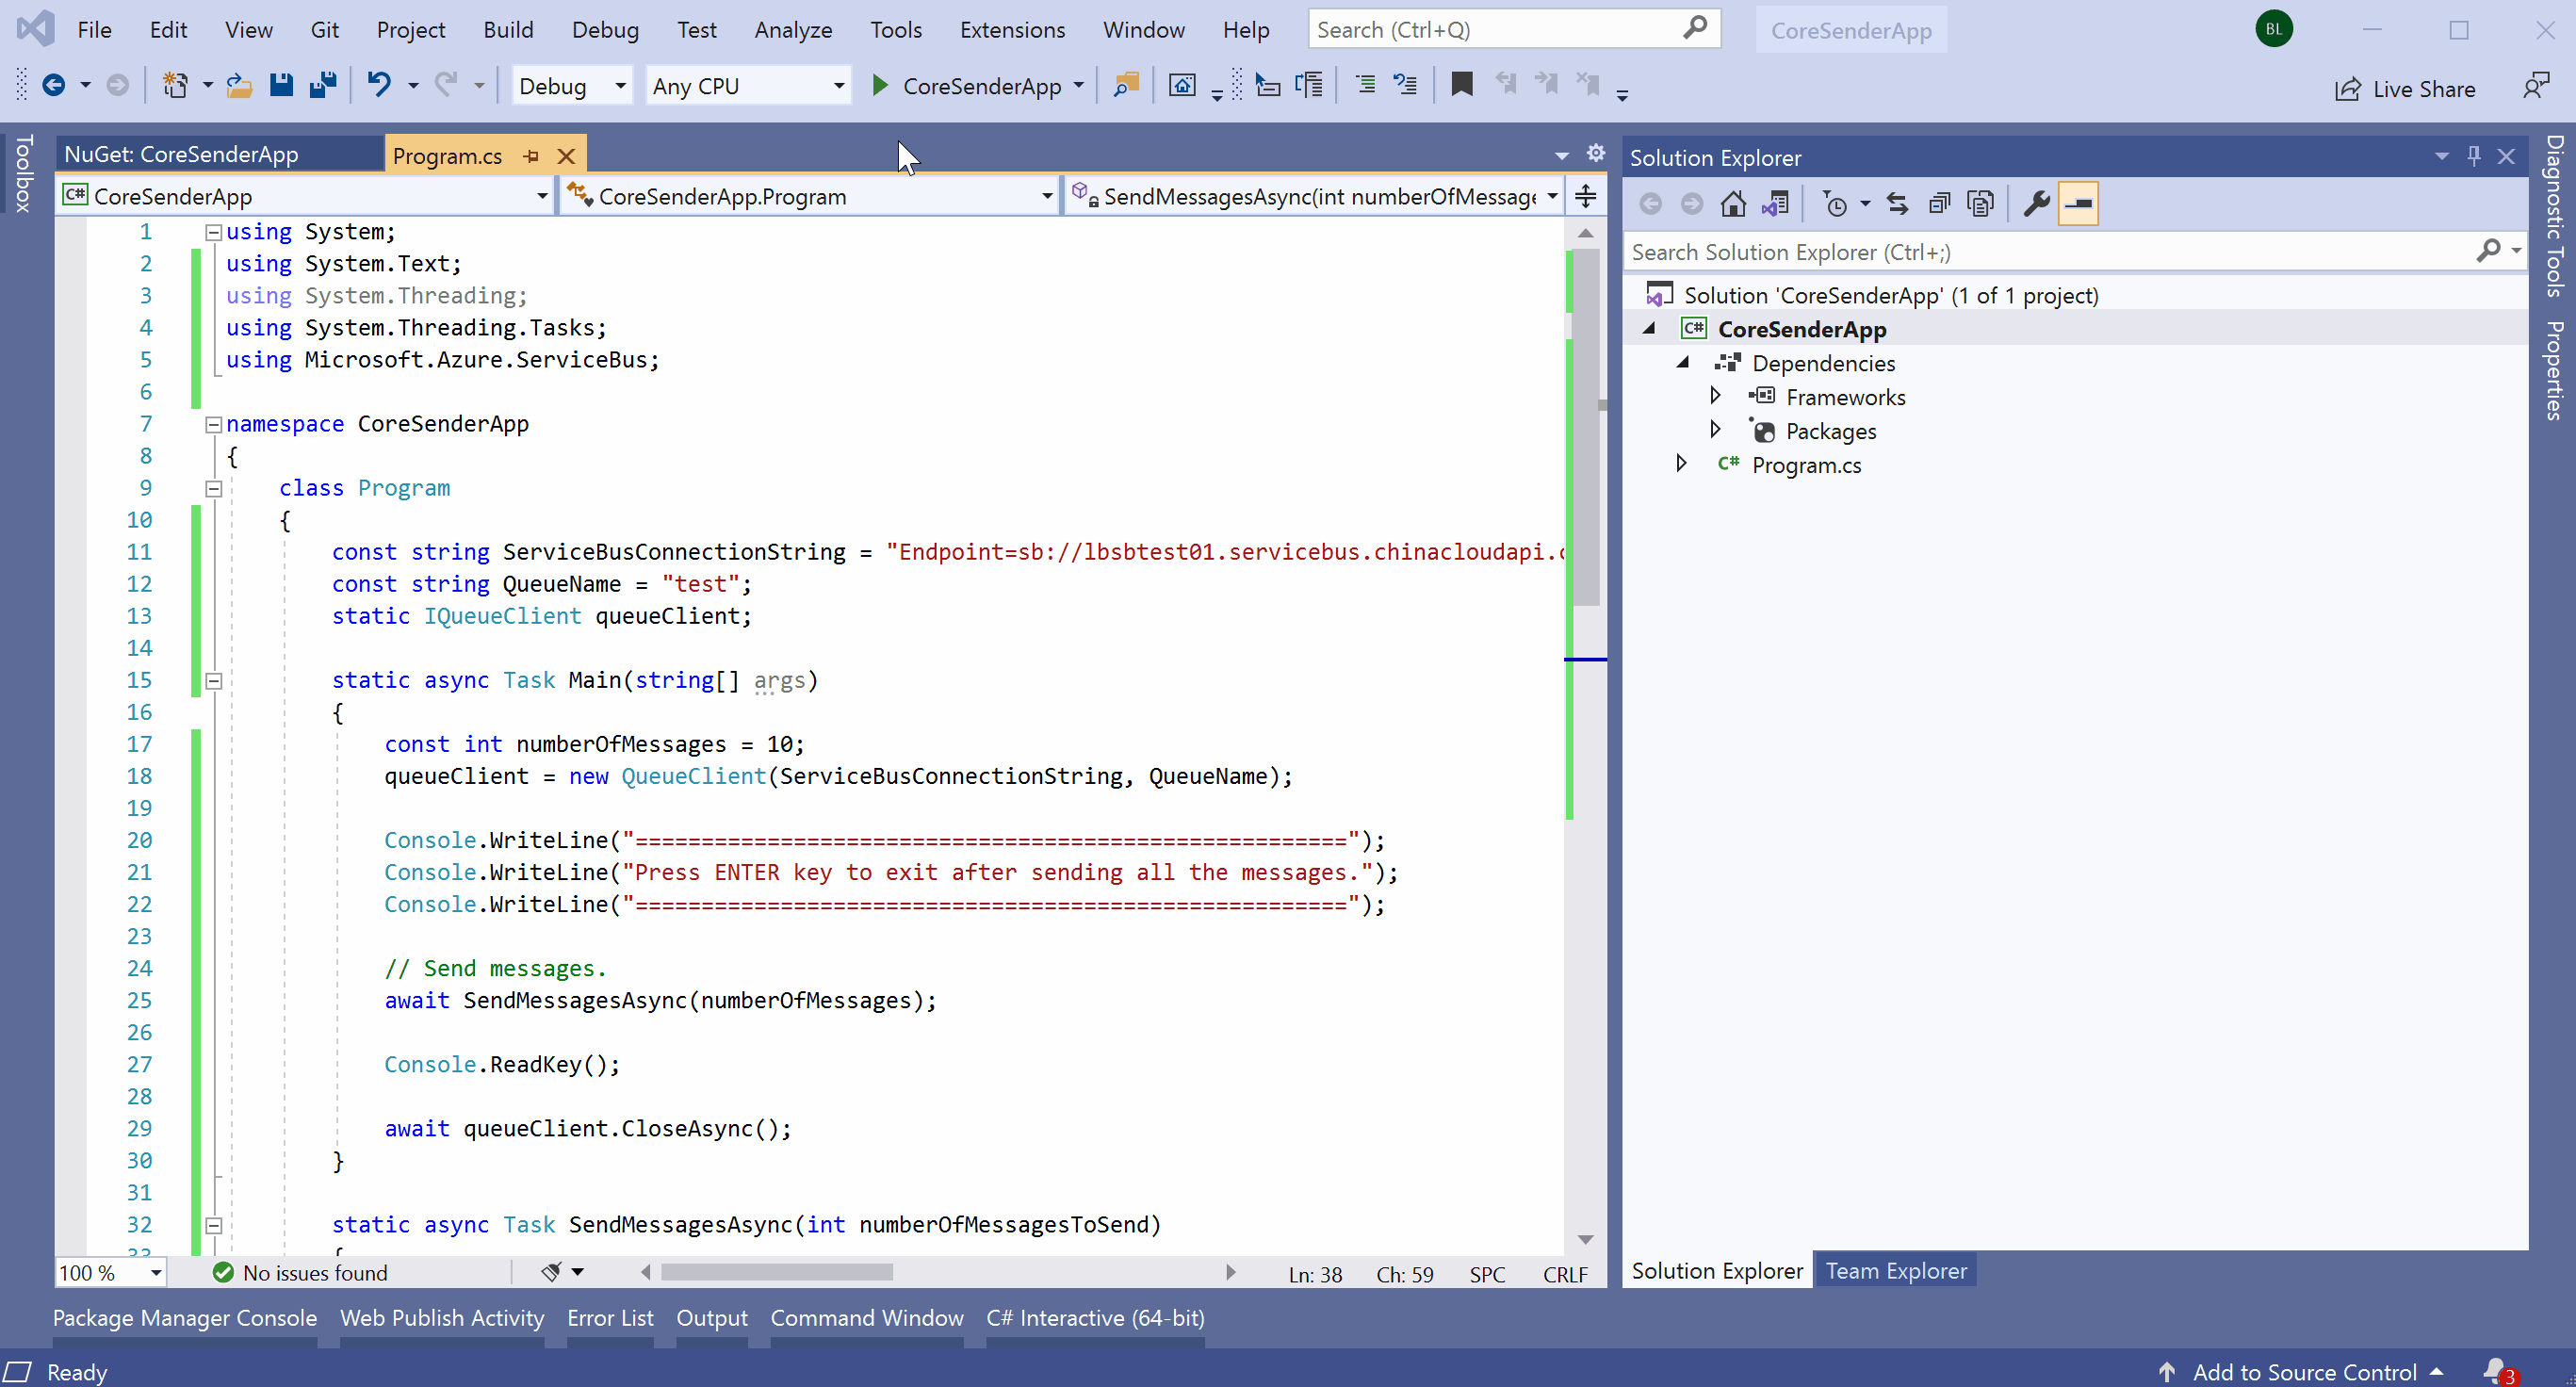 File Edit View Git Project Build Debug Test Analyze Tools Extensions Window Help Search (Ctrl+Q) CoreSenderApp BL
Debug Any CPU CoreSenderApp Live Share
Toolbox
NuGet: CoreSenderApp Program.cs
C# CoreSenderApp CoreSenderApp.Program SendMessagesAsync(int numberOfMessage
1 using System;
2 using System.Text;
3 using System.Threading;
4 using System.Threading.Tasks;
5 using Microsoft.Azure.ServiceBus;
6
7 namespace CoreSenderApp
8 {
9 class Program
10 {
11 const string ServiceBusConnectionString = "Endpoint=sb://lbsbtest01.servicebus.chinacloudapi.c
12 const string QueueName = "test";
13 static IQueueClient queueClient;
14
15 static async Task Main(string[] args)
16 {
17 const int numberOfMessages = 10;
18 queueClient = new QueueClient(ServiceBusConnectionString, QueueName);
19
20 Console.WriteLine("======================================================");
21 Console.WriteLine("Press ENTER key to exit after sending all the messages.");
22 Console.WriteLine("======================================================");
23
24 // Send messages.
25 await SendMessagesAsync(numberOfMessages);
26
27 Console.ReadKey();
28
29 await queueClient.CloseAsync();
30 }
31
32 static async Task SendMessagesAsync(int numberOfMessagesToSend)
33 {
100 % No issues found Ln: 38 Ch: 59 SPC CRLF
Solution Explorer
Search Solution Explorer (Ctrl+;)
Solution 'CoreSenderApp' (1 of 1 project)
C# CoreSenderApp
Dependencies
Frameworks
Packages
C# Program.cs
Solution Explorer Team Explorer
Diagnostic Tools
Properties
Package Manager Console Web Publish Activity Error List Output Command Window C# Interactive (64-bit)
Ready Add to Source Control 3